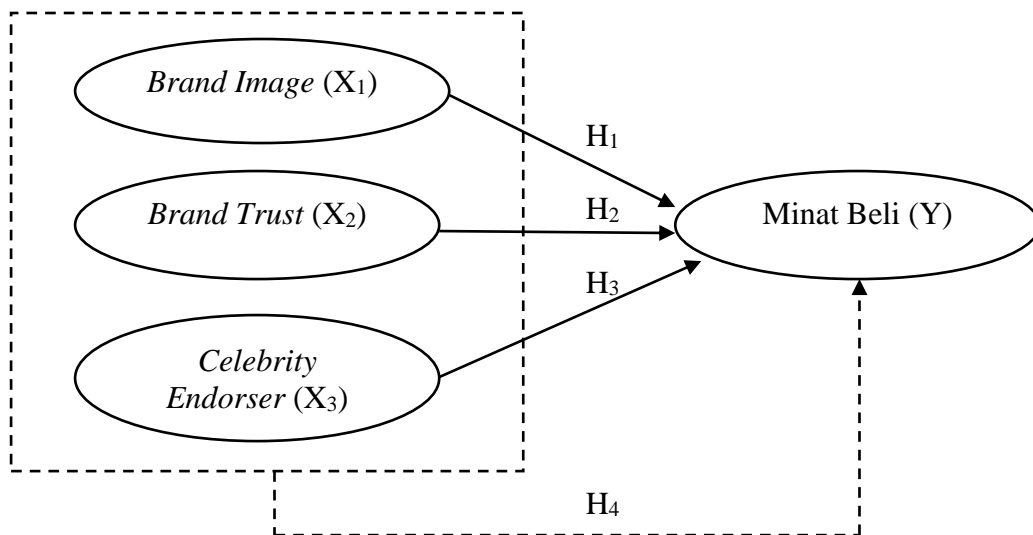 Brand Image (X₁)
H₁
Brand Trust (X₂)
H₂
Minat Beli (Y)
H₃
Celebrity
Endorser (X₃)
H₄